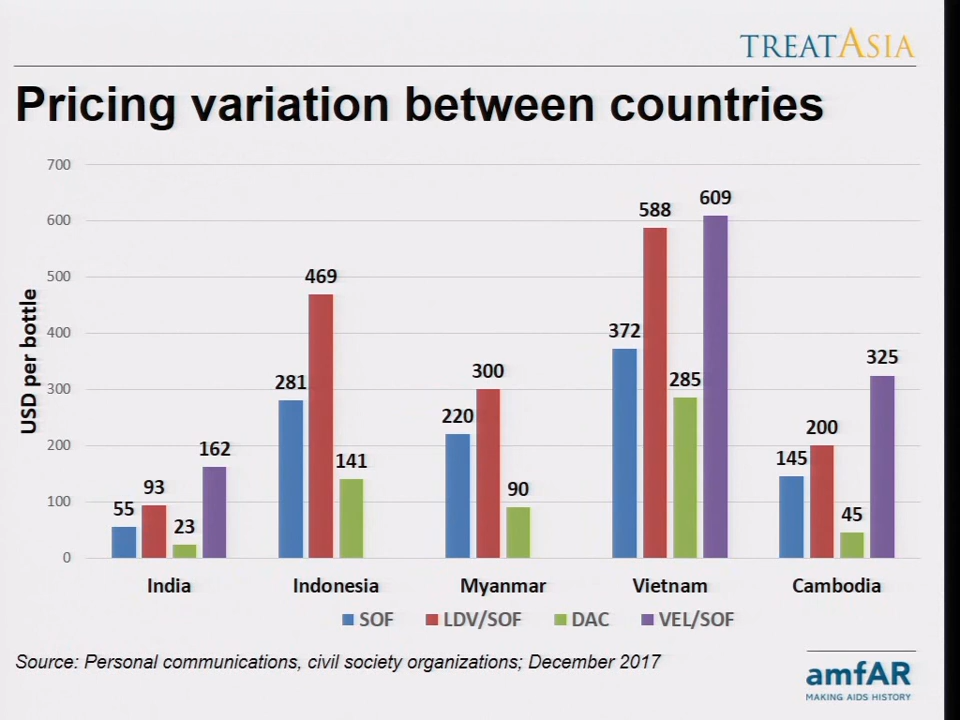 TREATASIA
Pricing variation between countries
700
600
500
400
300
200
100
0
USD per bottle
55
93
23
162
281
469
141
220
300
90
372
588
285
609
145
200
45
325
India
Indonesia
Myanmar
Vietnam
Cambodia
SOF
LDV/SOF
DAC
VEL/SOF
Source: Personal communications, civil society organizations; December 2017
amfAR
MAKING AIDS HISTORY